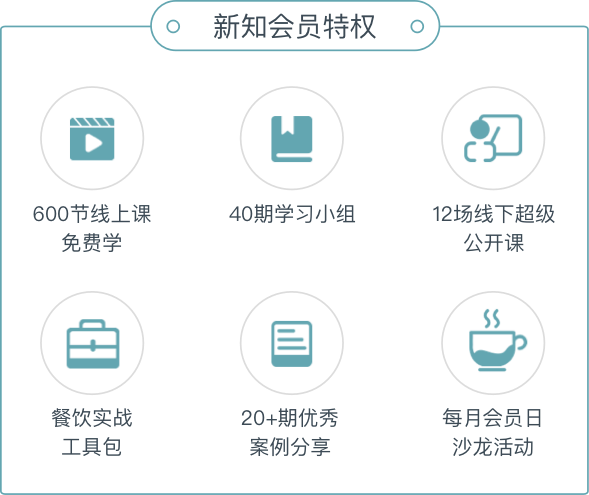 新知会员特权
600节线上课
免费学
40期学习小组
12场线下超级
公开课
餐饮实战
工具包
20+期优秀
案例分享
每月会员日
沙龙活动